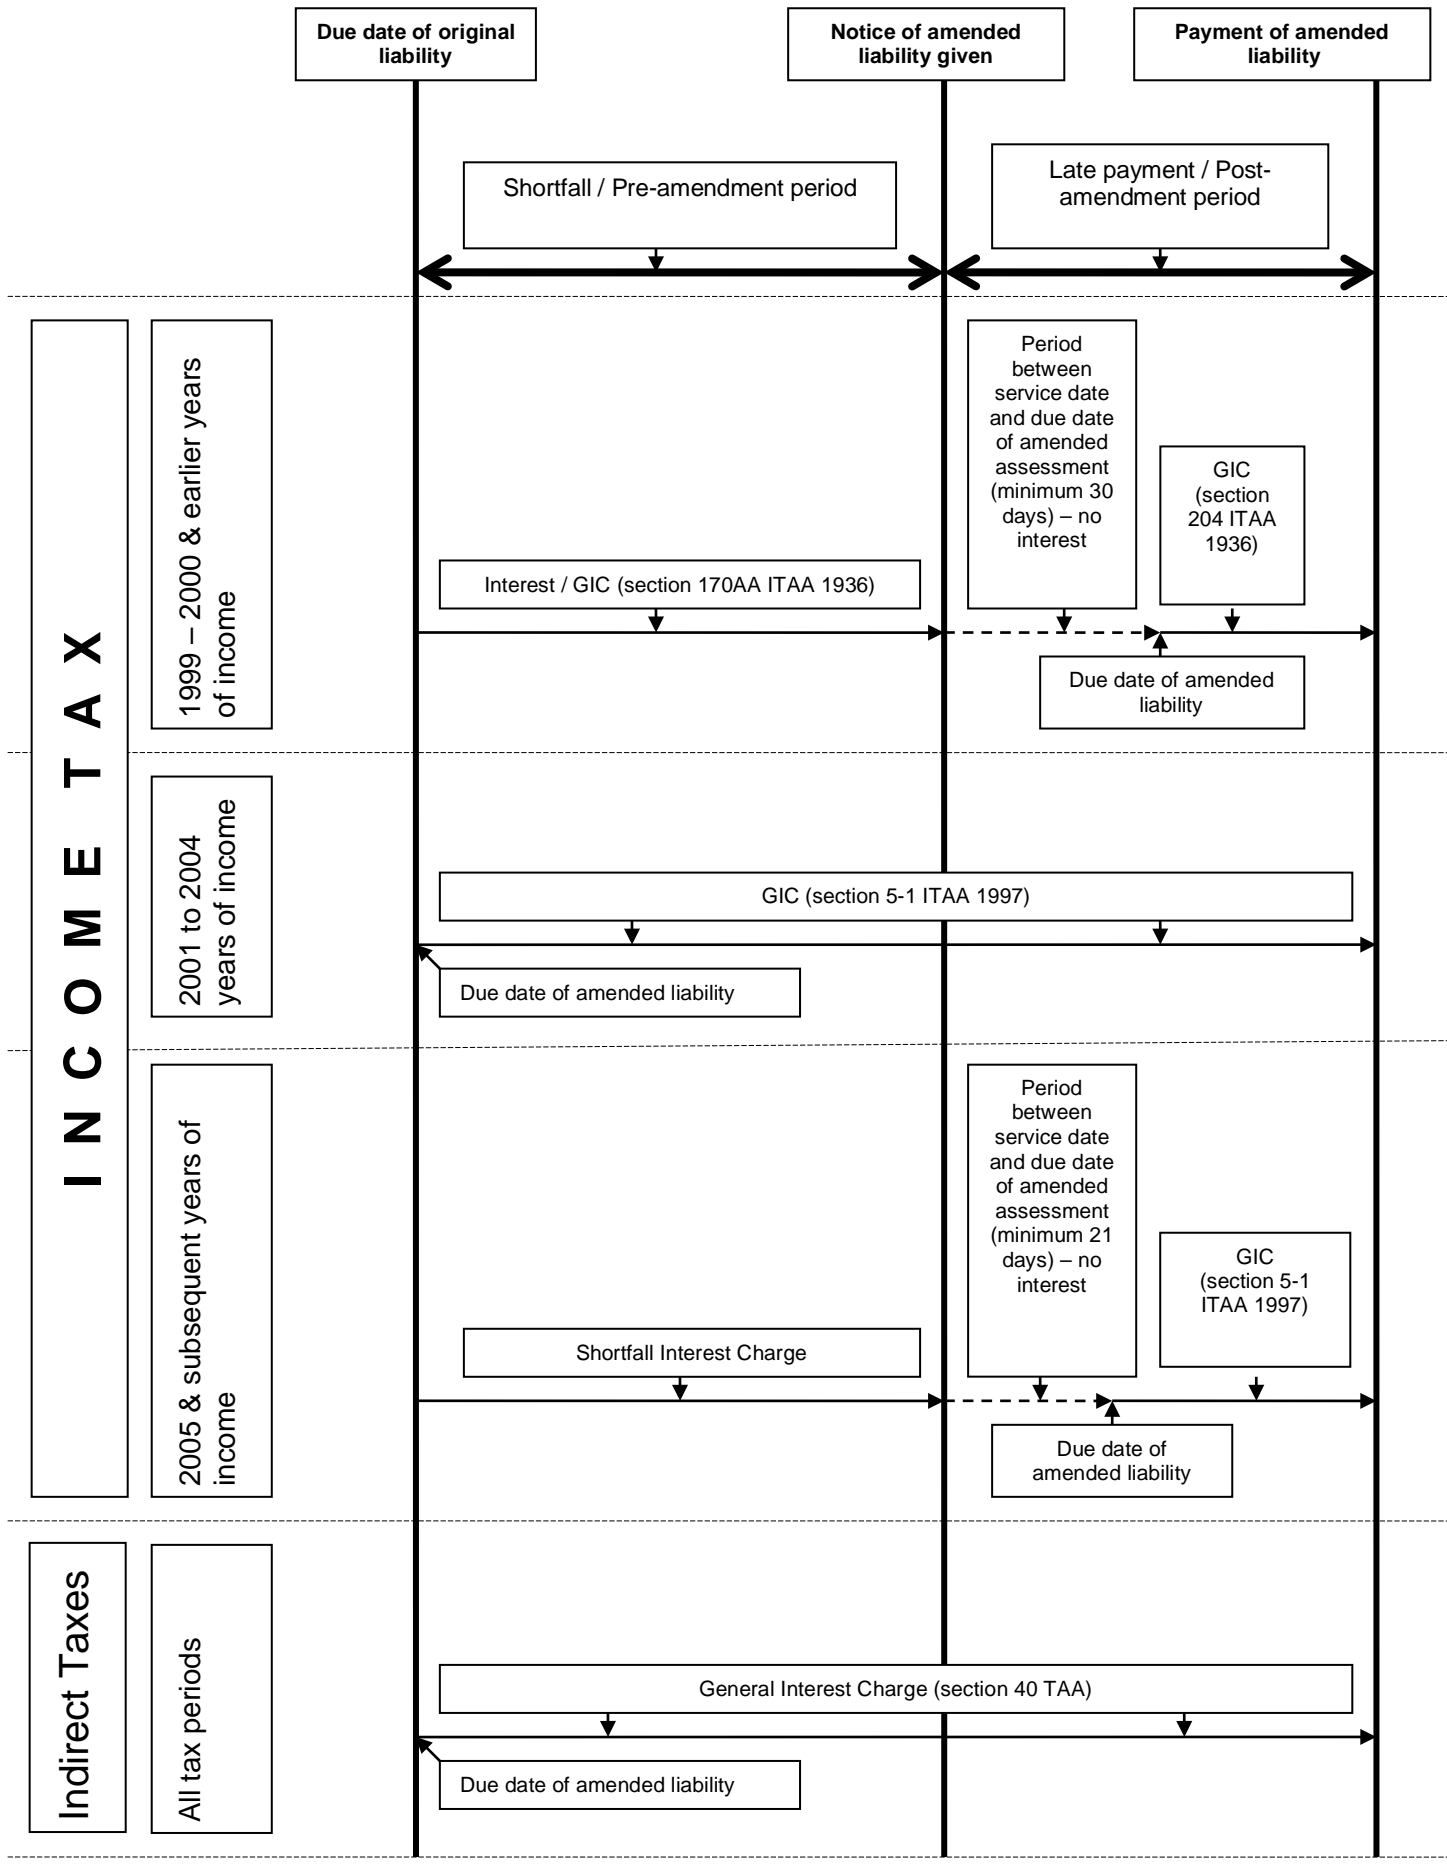 Due date of original
liability
Notice of amended
liability given
Payment of amended
liability
Shortfall / Pre-amendment period
Late payment / Post-
amendment period
INCOME TAX
1999 – 2000 & earlier years
of income
Period
between
service date
and due date
of amended
assessment
(minimum 30
days) – no
interest
GIC
(section
204 ITAA
1936)
Interest / GIC (section 170AA ITAA 1936)
Due date of amended
liability
2001 to 2004
years of income
GIC (section 5-1 ITAA 1997)
Due date of amended liability
2005 & subsequent years of
income
Period
between
service date
and due date
of amended
assessment
(minimum 21
days) – no
interest
GIC
(section 5-1
ITAA 1997)
Shortfall Interest Charge
Due date of
amended liability
Indirect Taxes
All tax periods
General Interest Charge (section 40 TAA)
Due date of amended liability